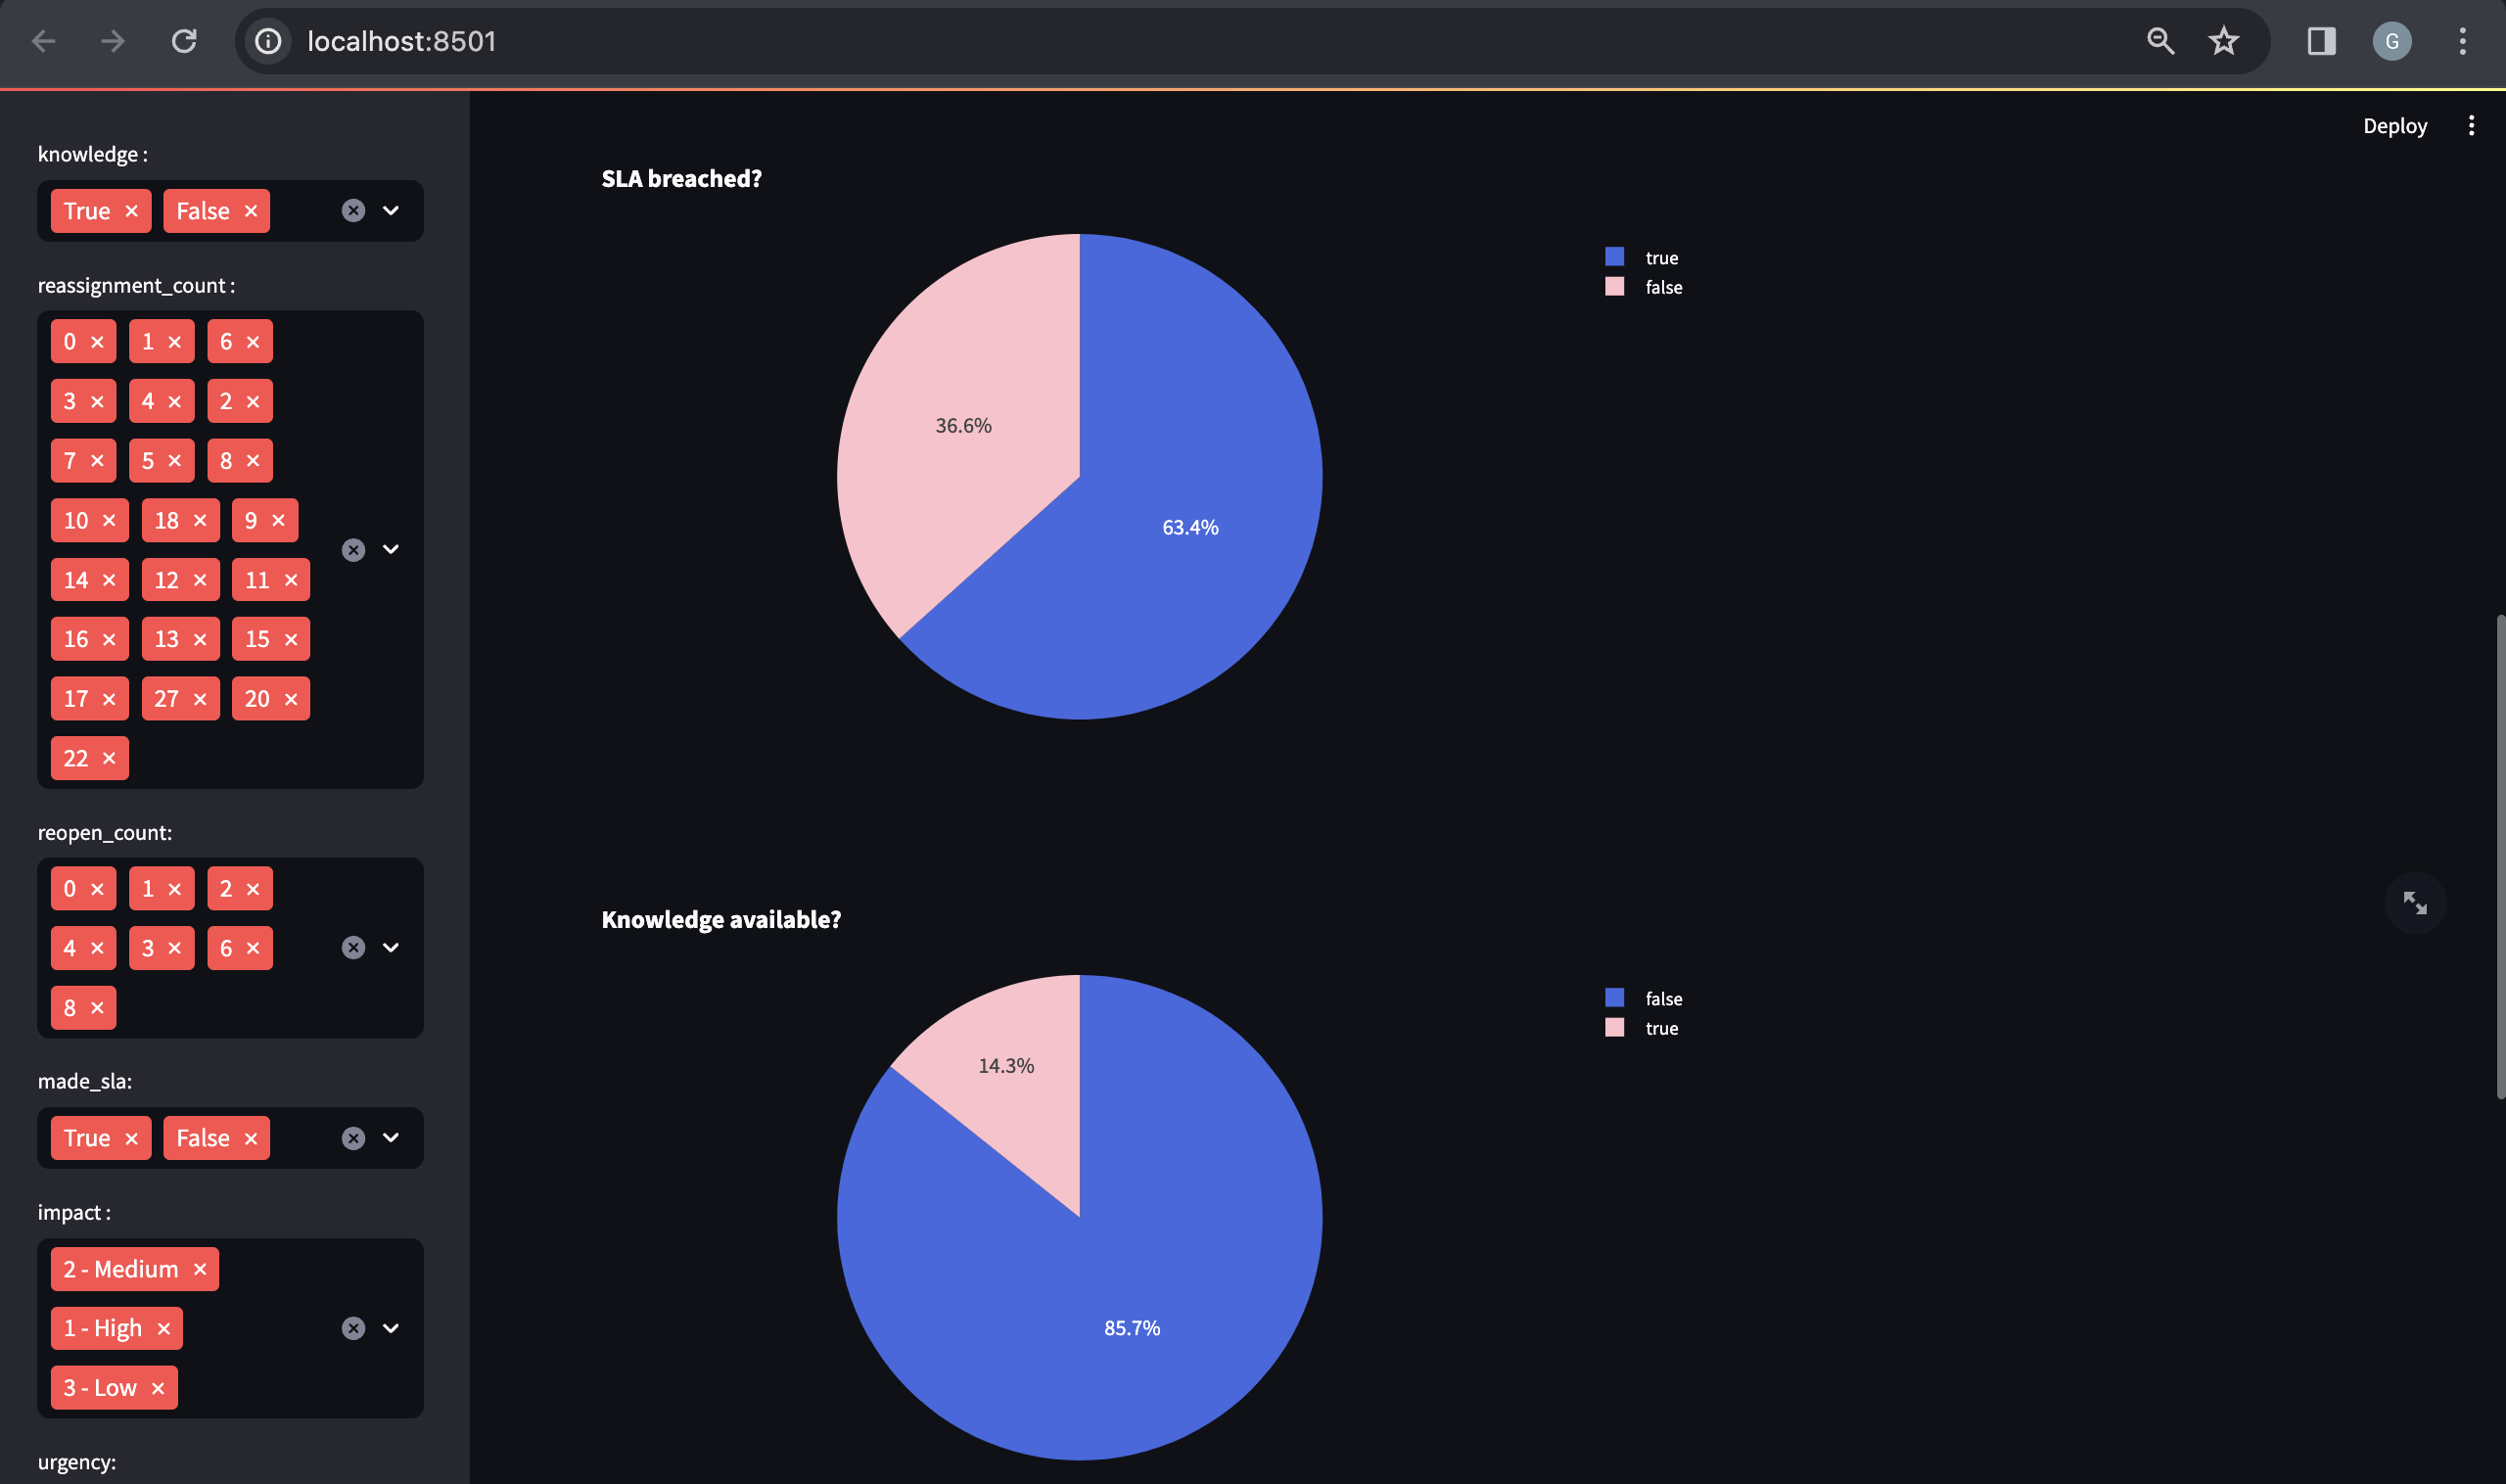 localhost:8501
G
Deploy
knowledge :
True × False ×
reassignment_count :
0 × 1 × 6 ×
3 × 4 × 2 ×
7 × 5 × 8 ×
10 × 18 × 9 ×
14 × 12 × 11 ×
16 × 13 × 15 ×
17 × 27 × 20 ×
22 ×
reopen_count:
0 × 1 × 2 ×
4 × 3 × 6 ×
8 ×
made_sla:
True × False ×
impact :
2 - Medium ×
1 - High ×
3 - Low ×
urgency:
SLA breached?
true
false
36.6%
63.4%
Knowledge available?
false
true
14.3%
85.7%